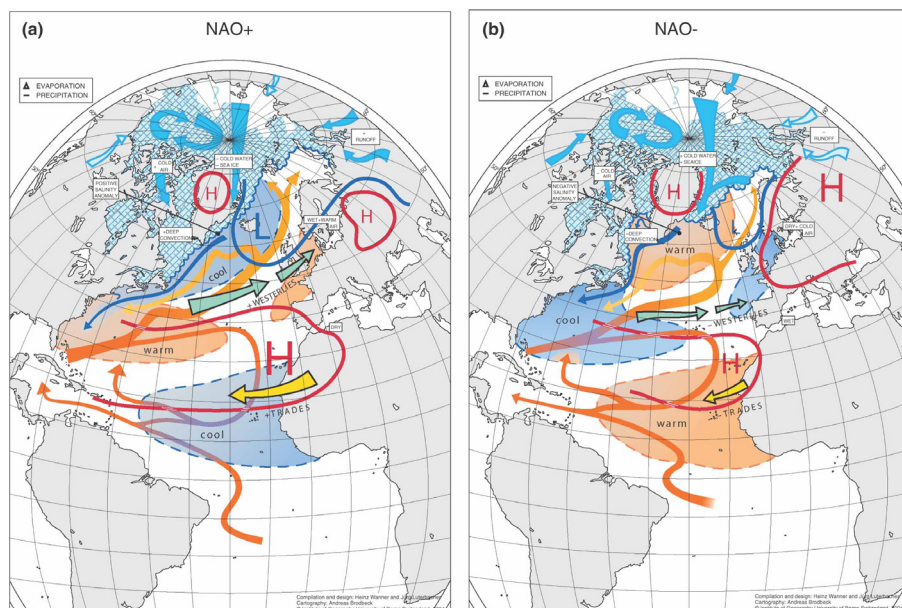 (a)
NAO+
EVAPORATION
PRECIPITATION
+
RUNOFF
- COLD
AIR
- COLD WATER
- SEA ICE
POSITIVE
SALINITY
ANOMALY
H
L
H
WET+WARM
AIR
+DEEP
CONVECTION
cool
+WESTERLIES
DRY
warm
H
+TRADES
cool
Compilation and design: Heinz Wanner and Jürg Luterbacher
Cartography: Andreas Brodbeck
(b)
NAO-
EVAPORATION
PRECIPITATION
-
RUNOFF
COLD
AIR
+ COLD WATER
SEAICE
NEGATIVE
SALINITY
ANOMALY
H
H
DRY+ COLD
AIR
DEEP
CONVECTION
warm
cool
- WESTERLIES
WET
H
- TRADES
warm
Compilation and design: Heinz Wanner and Jürg Luterbacher
Cartography: Andreas Brodbeck